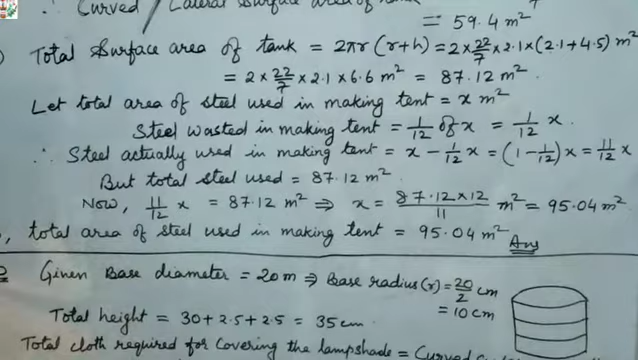 ∴ Curved / Lateral Surface area of
= 59.4 m²
) Total Surface area of tank = 2πr (r+h) = 2 × 22/7 × 2.1 × (2.1+4.5) m²
= 2 × 22/7 × 2.1 × 6.6 m² = 87.12 m².
Let total area of steel used in making tent = x m²
Steel wasted in making tent = 1/12 of x = 1/12 x.
∴ Steel actually used in making tent = x - 1/12 x = (1 - 1/12) x = 11/12 x
But total steel used = 87.12 m².
Now, 11/12 x = 87.12 m² ⇒ x = 87.12 × 12/11 m² = 95.04 m².
, total area of steel used in making tent = 95.04 m² Ans
Given Base diameter = 20 m ⇒ Base radius (r) = 20/2 cm
= 10 cm
Total height = 30 + 2.5 + 2.5 = 35 cm.
Total cloth required for covering the lampshade = Curved